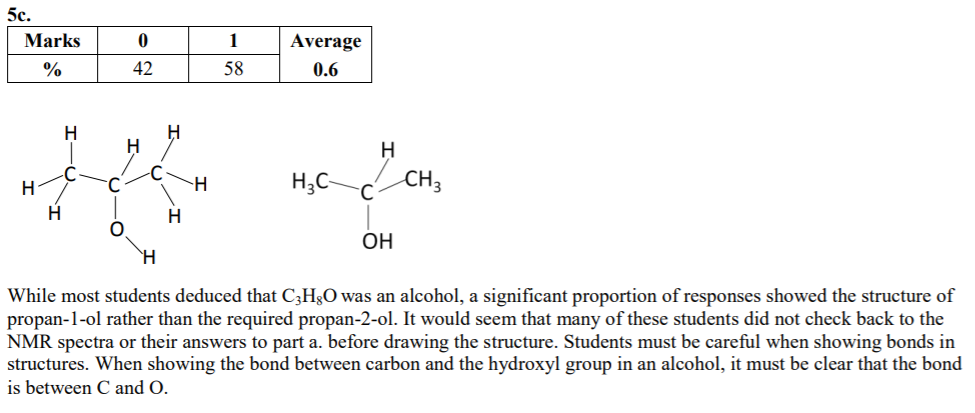 5c.
Marks 0 1 Average
% 42 58 0.6
H
H
H
H
C
C
C
H
H
H
O
H
H
H₃C
C
CH₃
OH
While most students deduced that C₃H₈O was an alcohol, a significant proportion of responses showed the structure of
propan-1-ol rather than the required propan-2-ol. It would seem that many of these students did not check back to the
NMR spectra or their answers to part a. before drawing the structure. Students must be careful when showing bonds in
structures. When showing the bond between carbon and the hydroxyl group in an alcohol, it must be clear that the bond
is between C and O.